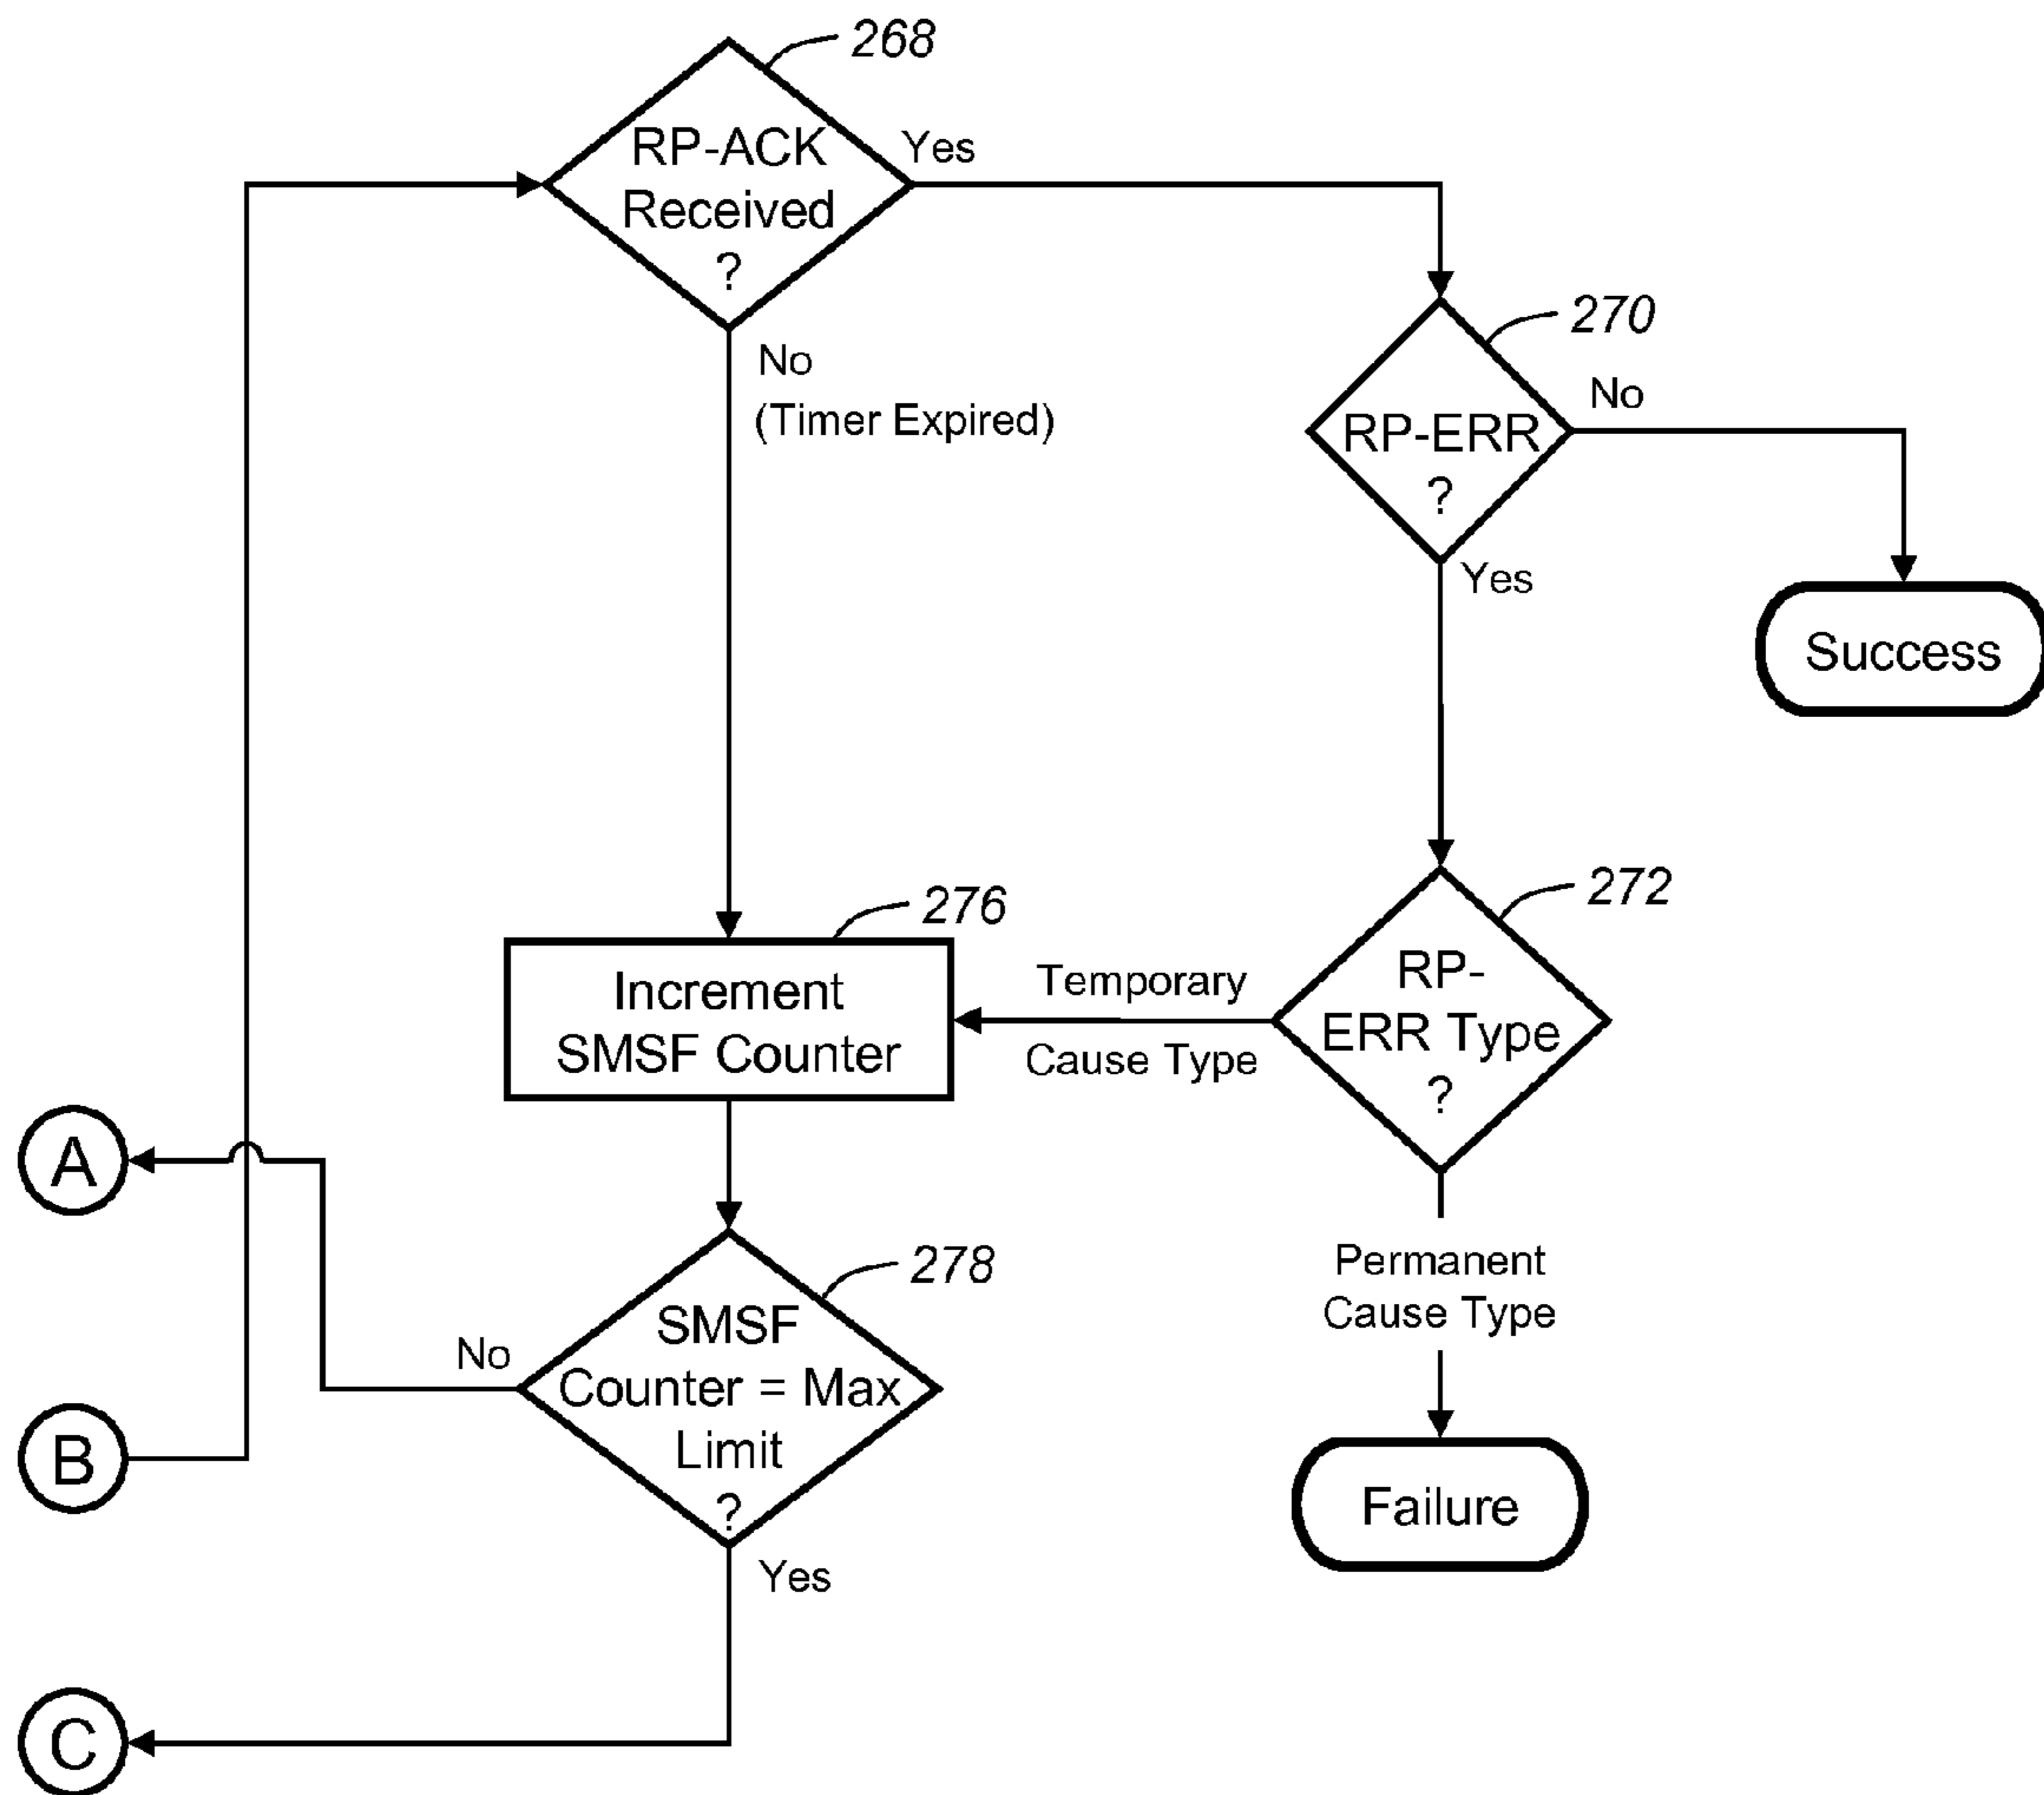 268
RP-ACK
Received
?
Yes
No
(Timer Expired)
270
RP-ERR
?
No
Yes
Success
272
RP-
ERR Type
?
Temporary
Cause Type
276
Increment
SMSF Counter
Permanent
Cause Type
Failure
278
SMSF
Counter = Max
Limit
?
No
Yes
A
B
C